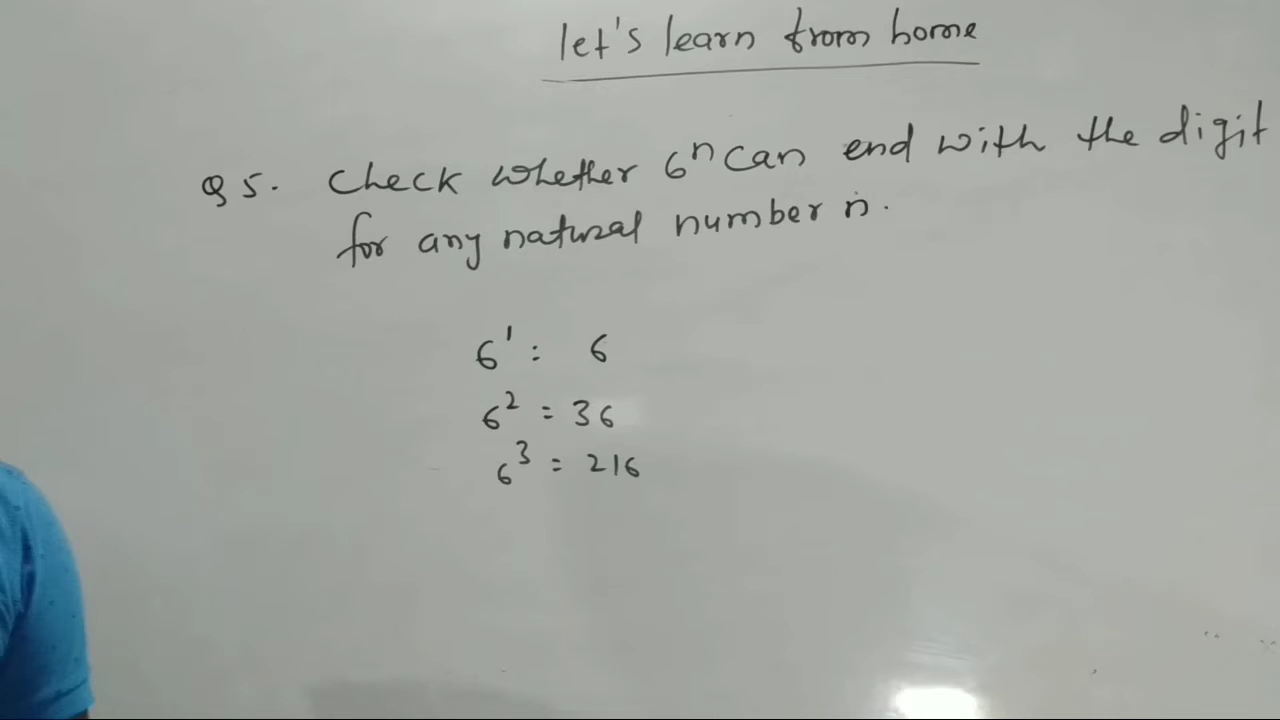 let's learn from home
Q 5. Check whether 6ⁿ can end with the digit
for any natural number n.
6¹ : 6
6² = 36
6³ = 216